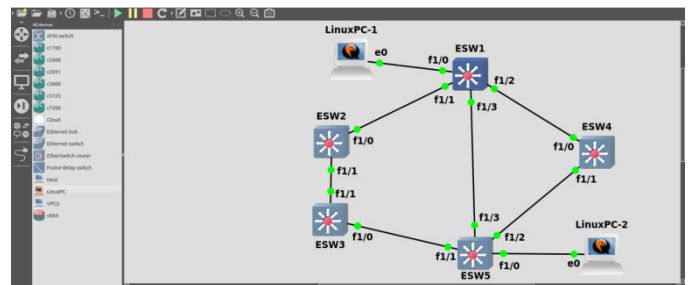 All devices
ATM switch
c1700
c2600
c2691
c3600
c3725
c7200
Cloud
Ethernet hub
Ethernet switch
EtherSwitch router
Frame Relay switch
Host
LinuxPC
VPCS
LinuxPC-1
e0
f1/0
ESW1
f1/2
f1/1
f1/3
ESW2
f1/0
ESW4
f1/0
f1/1
f1/1
f1/1
ESW3
f1/0
f1/3
f1/2
LinuxPC-2
f1/1
f1/0
e0
ESW5